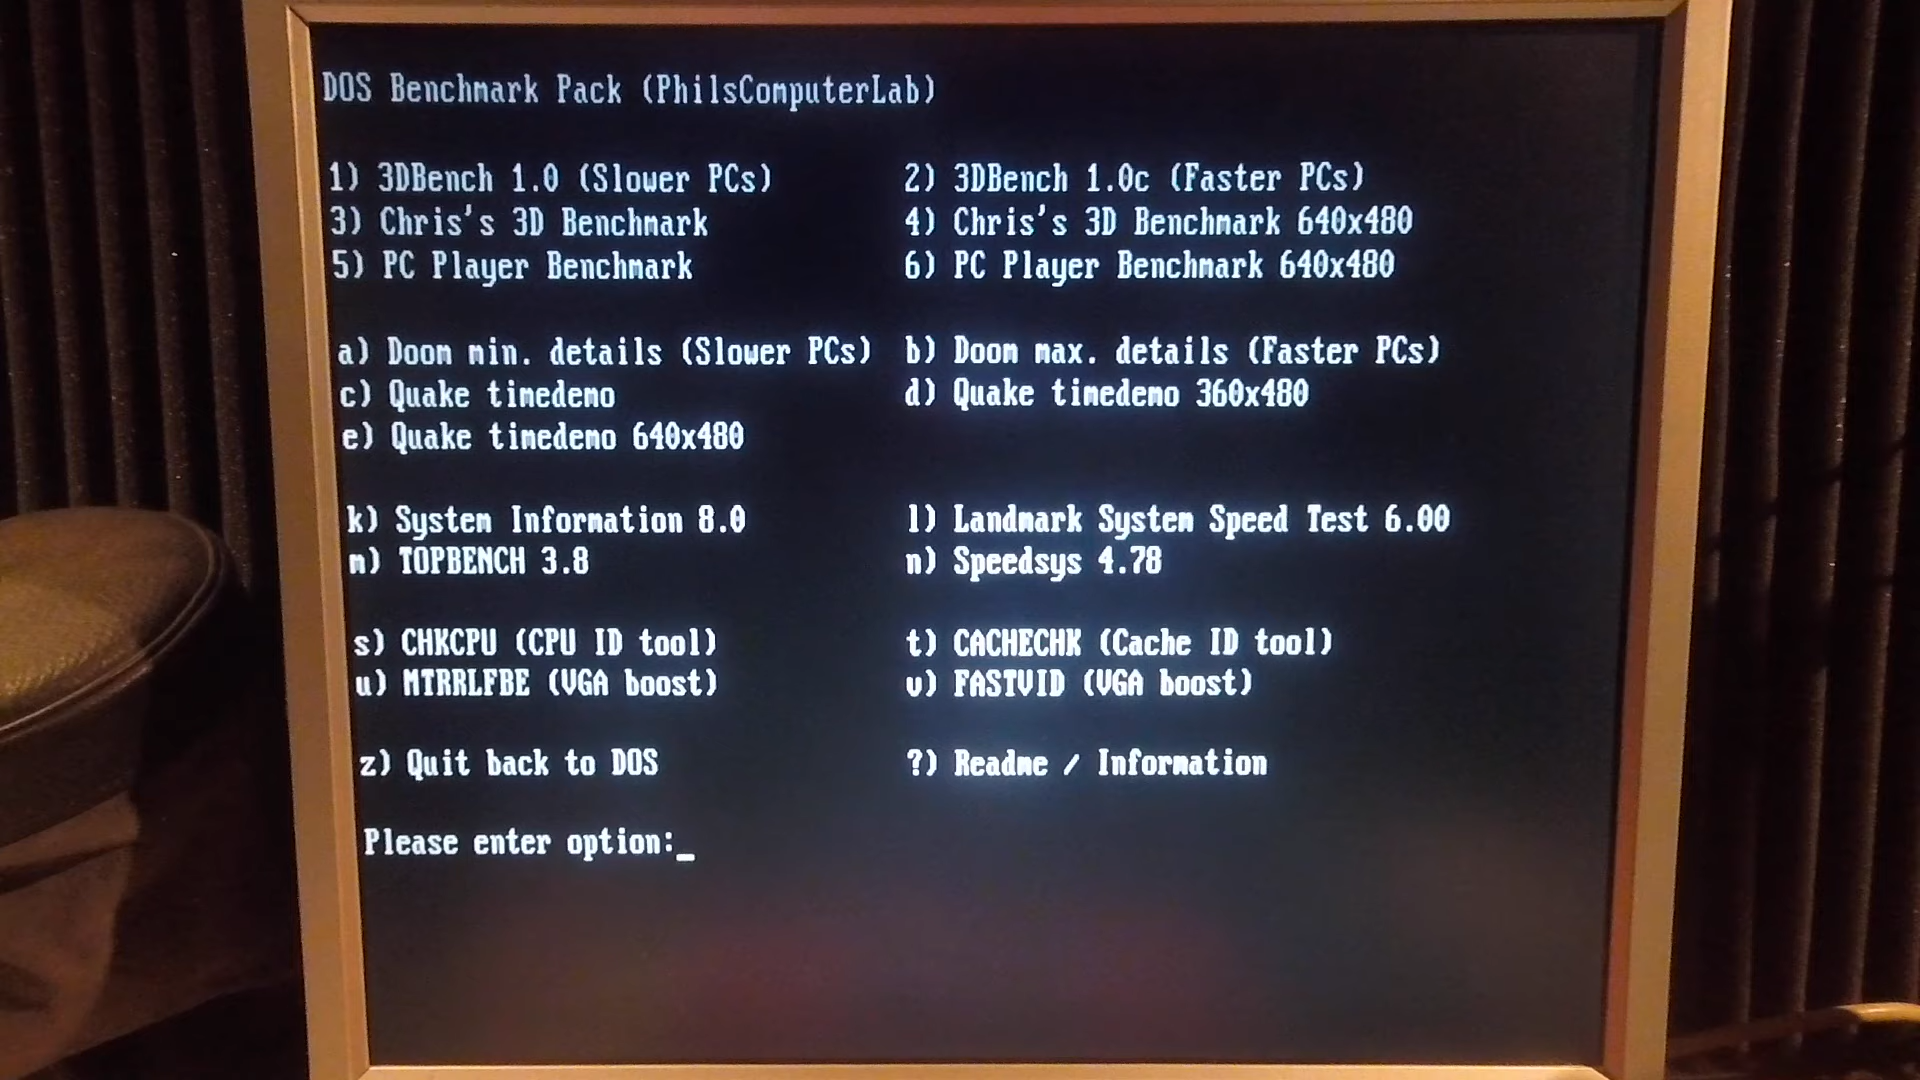 DOS Benchmark Pack (PhilsComputerLab)
1) 3DBench 1.0 (Slower PCs) 2) 3DBench 1.0c (Faster PCs)
3) Chris's 3D Benchmark 4) Chris's 3D Benchmark 640x480
5) PC Player Benchmark 6) PC Player Benchmark 640x480
a) Doom min. details (Slower PCs) b) Doom max. details (Faster PCs)
c) Quake timedemo d) Quake timedemo 360x480
e) Quake timedemo 640x480
k) System Information 8.0 l) Landmark System Speed Test 6.00
m) TOPBENCH 3.8 n) Speedsys 4.78
s) CHKCPU (CPU ID tool) t) CACHECHK (Cache ID tool)
u) MTRRLFBE (VGA boost) v) FASTVID (VGA boost)
z) Quit back to DOS ?) Readme / Information
Please enter option:_